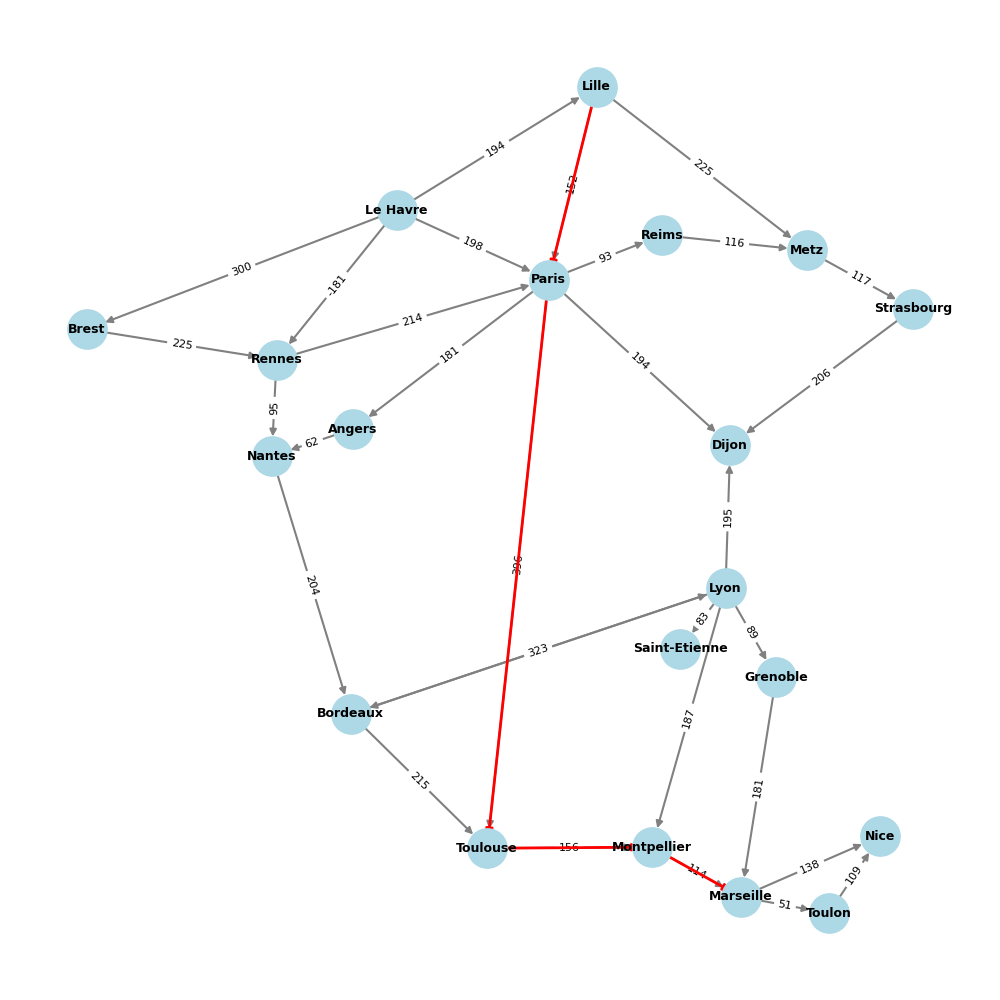 Lille
194
225
152
Le Havre
198
Reims
93
116
Metz
300
-181
Paris
117
Strasbourg
Brest
225
214
Rennes
181
194
206
95
Angers
62
Nantes
Dijon
195
204
Lyon
83
89
323
Saint-Etienne
Grenoble
Bordeaux
187
215
181
Toulouse
156
Montpellier
Nice
114
138
109
Marseille
51
Toulon